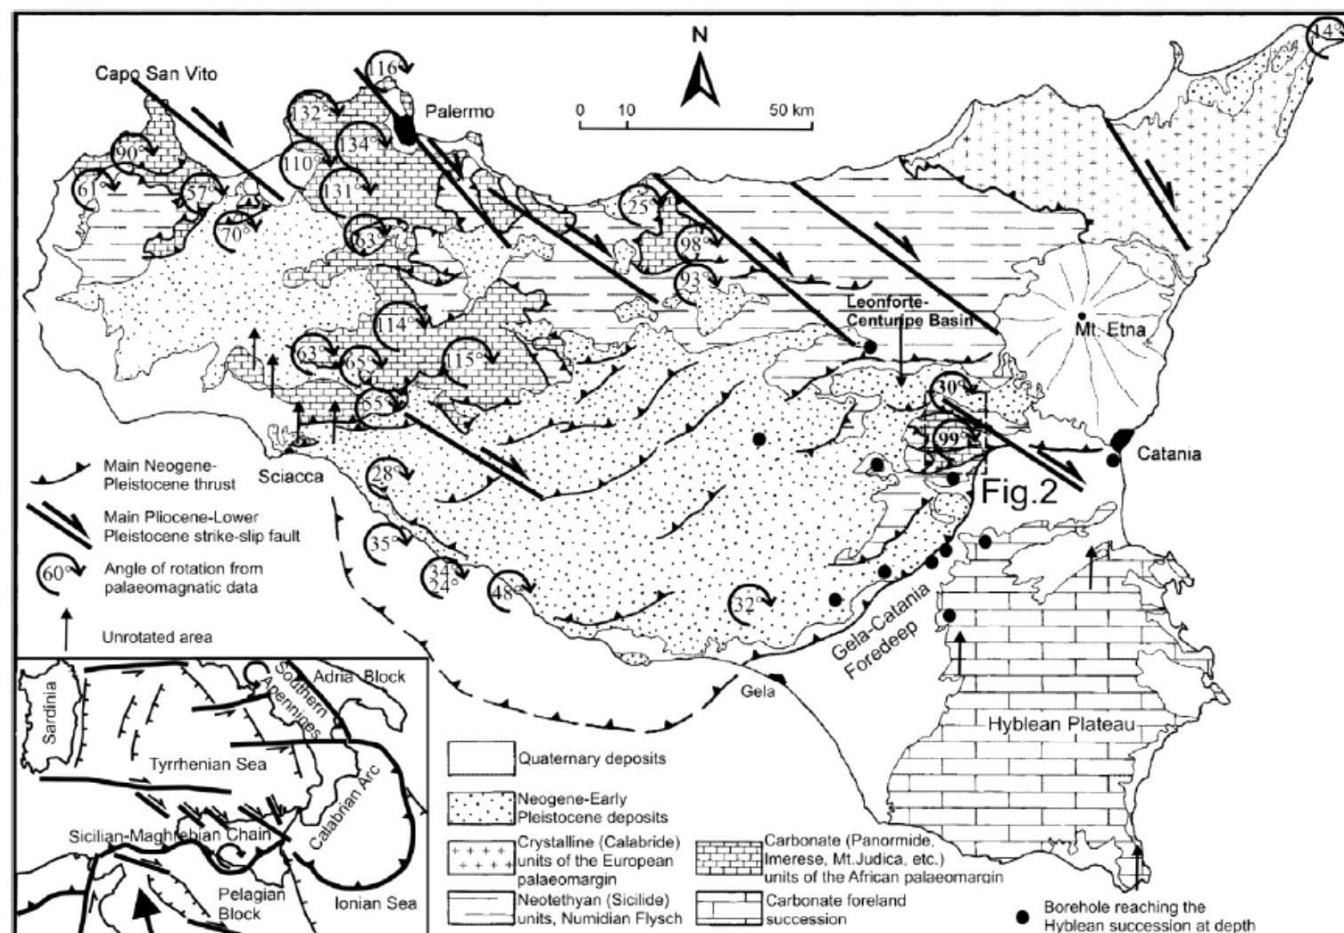 N
0 10 50 km
Capo San Vito
116°
14°
Palermo
132°
134°
90°
110°
61°
57°
131°
25°
70°
63°
98°
93°
Leonforte-
Centuripe Basin
Mt. Etna
114°
63°
65°
115°
55°
30°
99°
Catania
Sciacca
28°
Fig.2
35°
34°
24°
48°
32°
Gela-Catania
Foredeep
Gela
Hyblean Plateau
Main Neogene-
Pleistocene thrust
Main Pliocene-Lower
Pleistocene strike-slip fault
60°
Angle of rotation from
palaeomagnatic data
Unrotated area
Sardinia
Southern
Apennines
Adria Block
Tyrrhenian Sea
Calabrian Arc
Sicilian-Maghrebian Chain
Pelagian
Block
Ionian Sea
Quaternary deposits
Neogene-Early
Pleistocene deposits
Crystalline (Calabride)
units of the European
palaeomargin
Neotethyan (Sicilide)
units, Numidian Flysch
Carbonate (Panormide,
Imerese, Mt.Judica, etc.)
units of the African palaeomargin
Carbonate foreland
succession
Borehole reaching the
Hyblean succession at depth